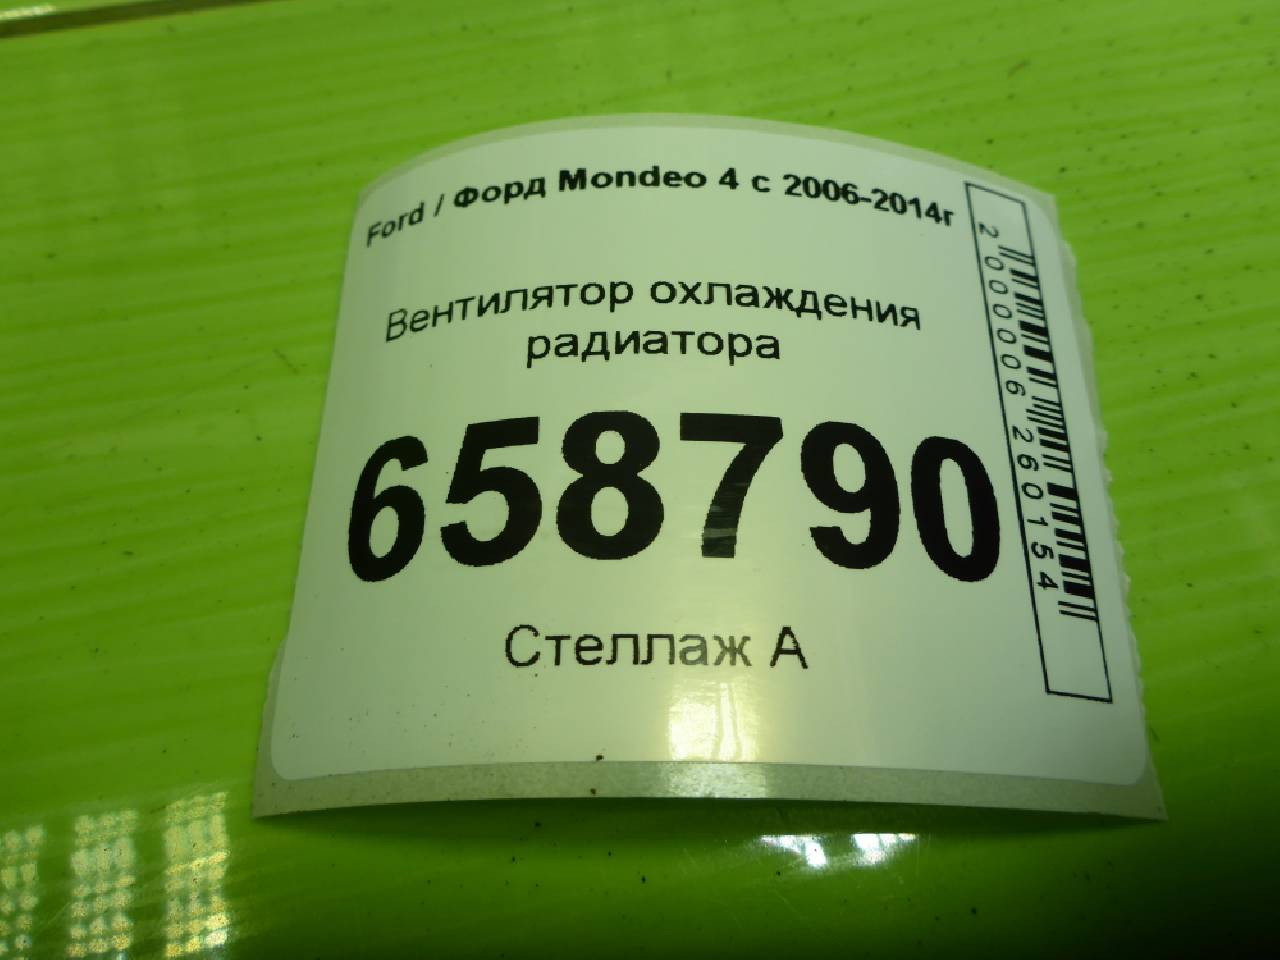 Ford / Форд Mondeo 4 с 2006-2014г
Вентилятор охлаждения
радиатора
658790
Стеллаж А
2000006260154